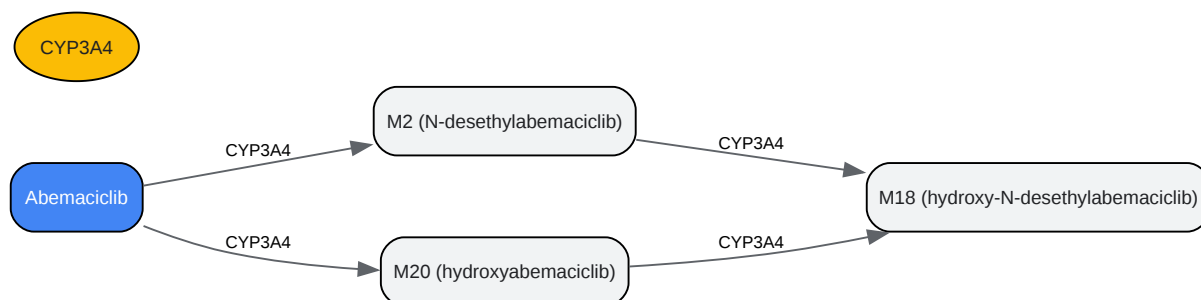 CYP3A4
M2 (N-desethylabemaciclib)
CYP3A4
CYP3A4
Abemaciclib
M18 (hydroxy-N-desethylabemaciclib)
CYP3A4
CYP3A4
M20 (hydroxyabemaciclib)